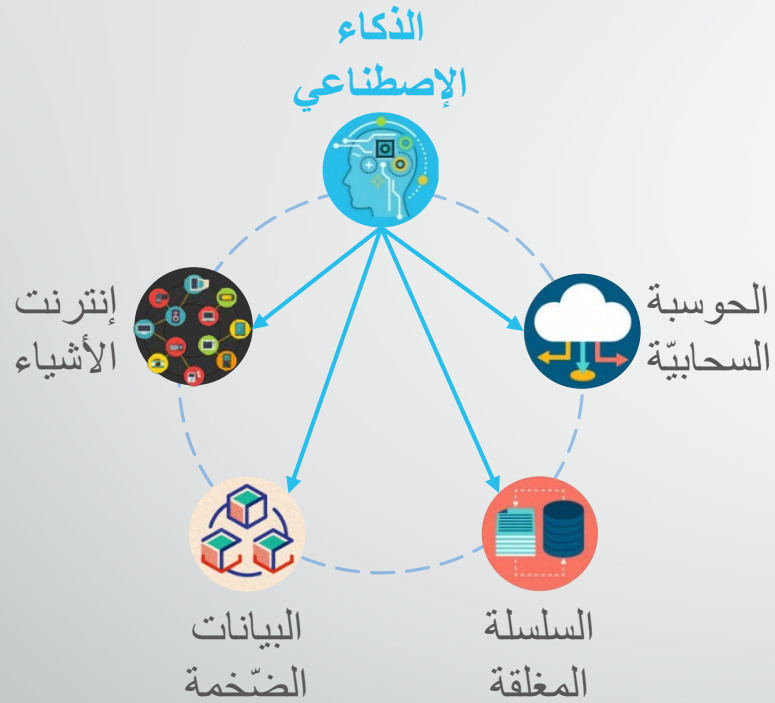 الذكاء
الإصطناعي
الحوسبة
السحابيّة
إنترنت
الأشياء
السلسلة
المغلقة
البيانات
الضّخمة